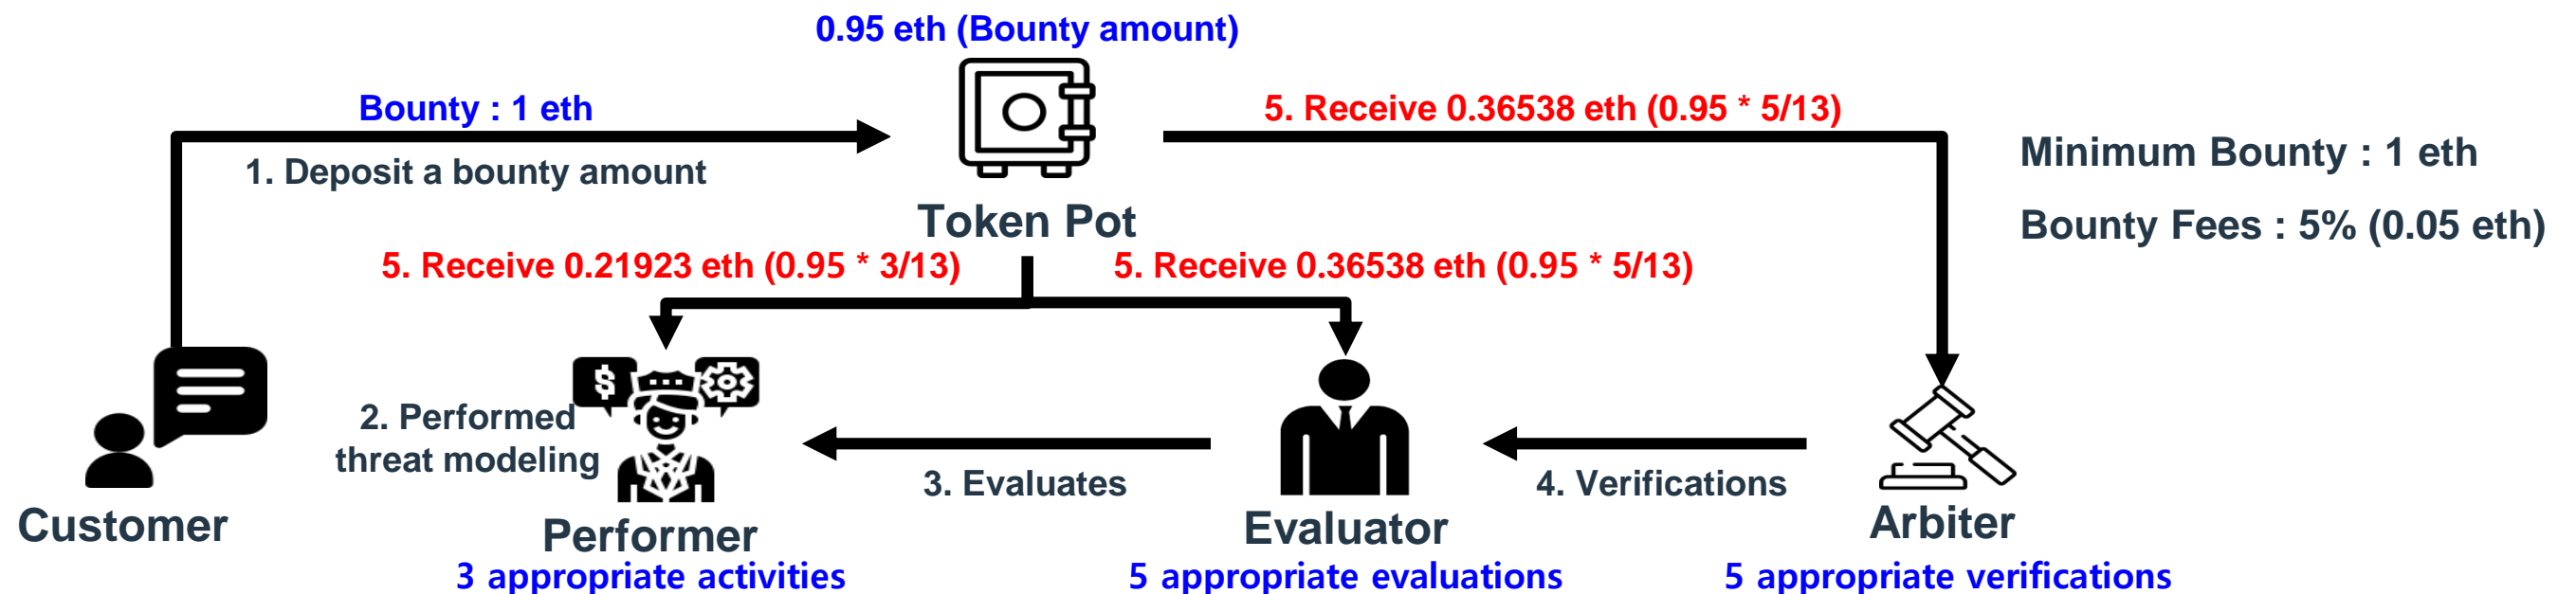 0.95 eth (Bounty amount)
Bounty : 1 eth
1. Deposit a bounty amount
Token Pot
5. Receive 0.36538 eth (0.95 * 5/13)
Minimum Bounty : 1 eth
Bounty Fees : 5% (0.05 eth)
5. Receive 0.21923 eth (0.95 * 3/13)
5. Receive 0.36538 eth (0.95 * 5/13)
$
2. Performed
threat modeling
3. Evaluates
4. Verifications
Customer
Performer
3 appropriate activities
Evaluator
5 appropriate evaluations
Arbiter
5 appropriate verifications